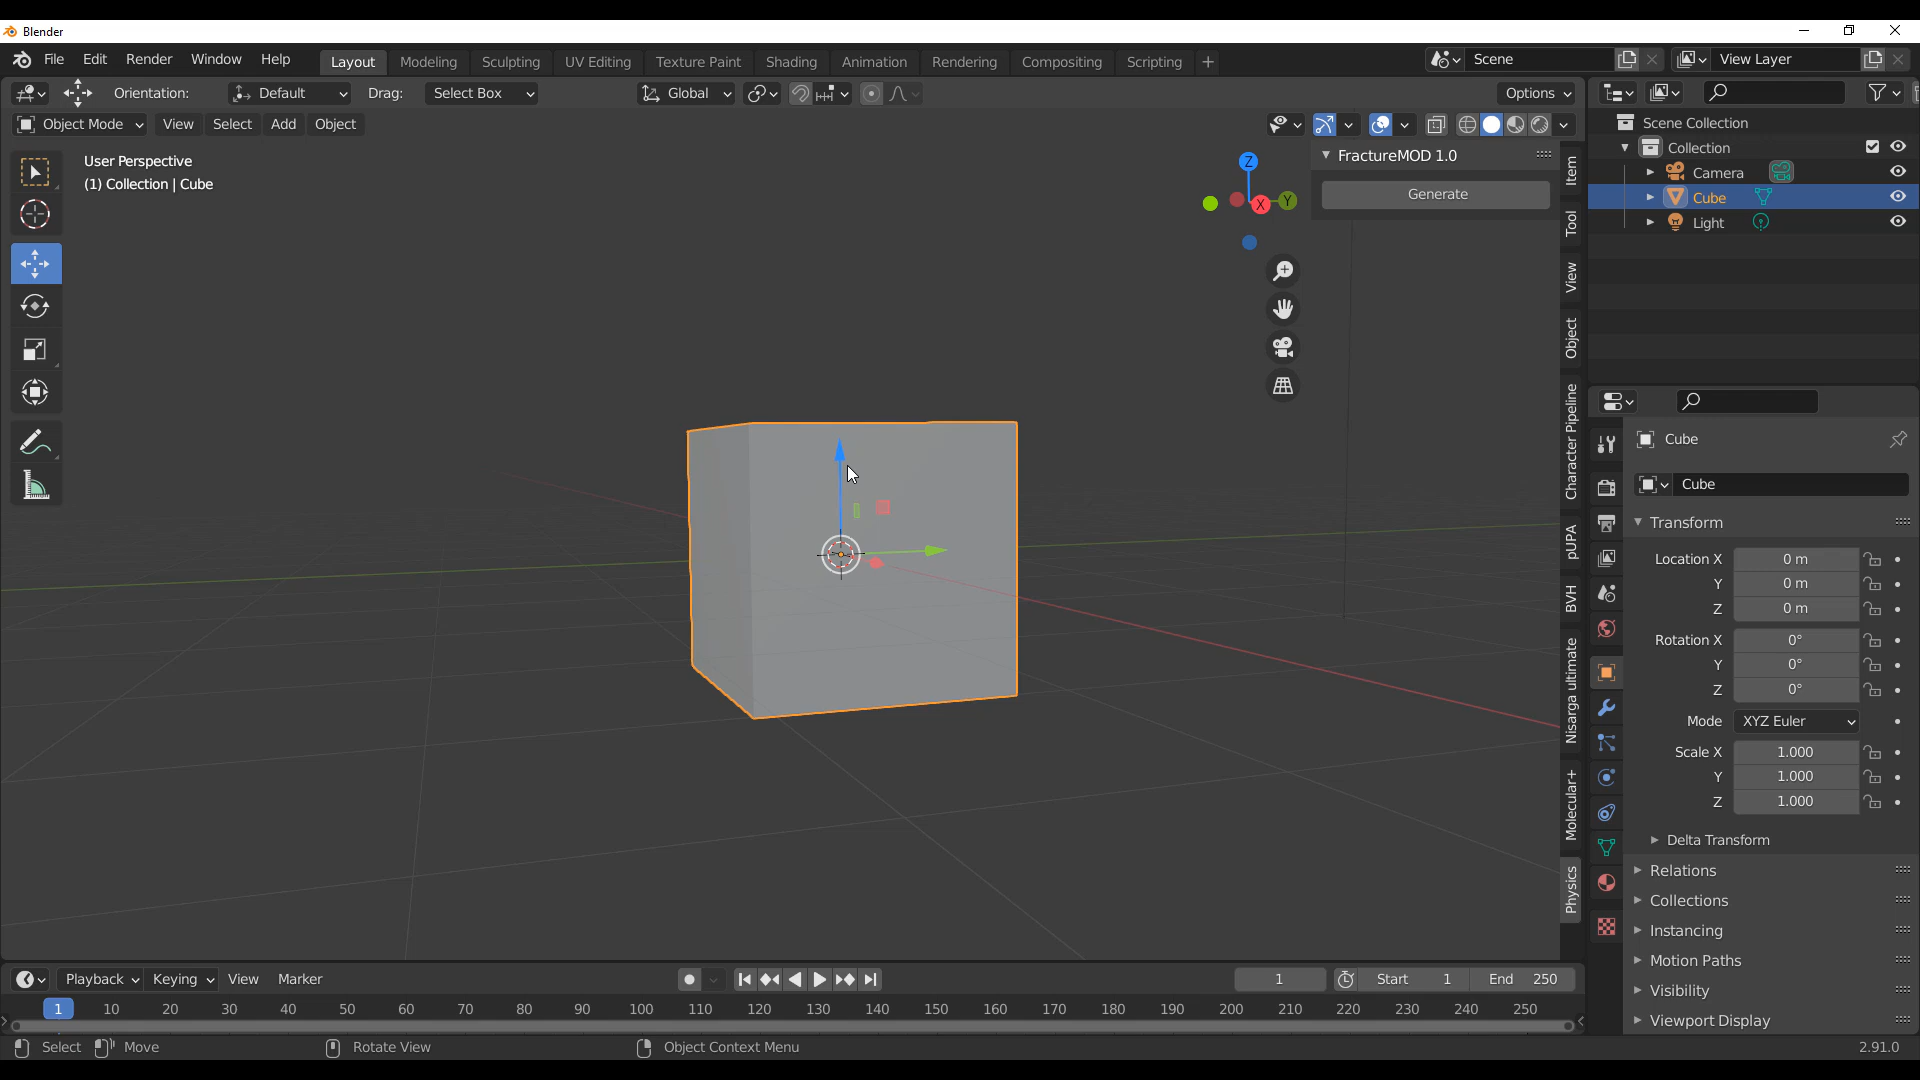 Blender
File Edit Render Window Help Layout Modeling Sculpting UV Editing Texture Paint Shading Animation Rendering Compositing Scripting + Scene View Layer
Orientation: Default Drag: Select Box Global Options
Object Mode View Select Add Object
User Perspective
(1) Collection | Cube
Z
X
Y
FractureMOD 1.0
Generate
Item
Tool
View
Object
Character Pipeline
pUPA
BVH
Nisarga ultimate
Molecular+
Physics
Scene Collection
Collection
Camera
Cube
Light
Cube
Cube
Transform
Location X 0 m
Y 0 m
Z 0 m
Rotation X 0°
Y 0°
Z 0°
Mode XYZ Euler
Scale X 1.000
Y 1.000
Z 1.000
Delta Transform
Relations
Collections
Instancing
Motion Paths
Visibility
Viewport Display
Playback Keying View Marker 1 Start 1 End 250
1 10 20 30 40 50 60 70 80 90 100 110 120 130 140 150 160 170 180 190 200 210 220 230 240 250
Select Move Rotate View Object Context Menu 2.91.0